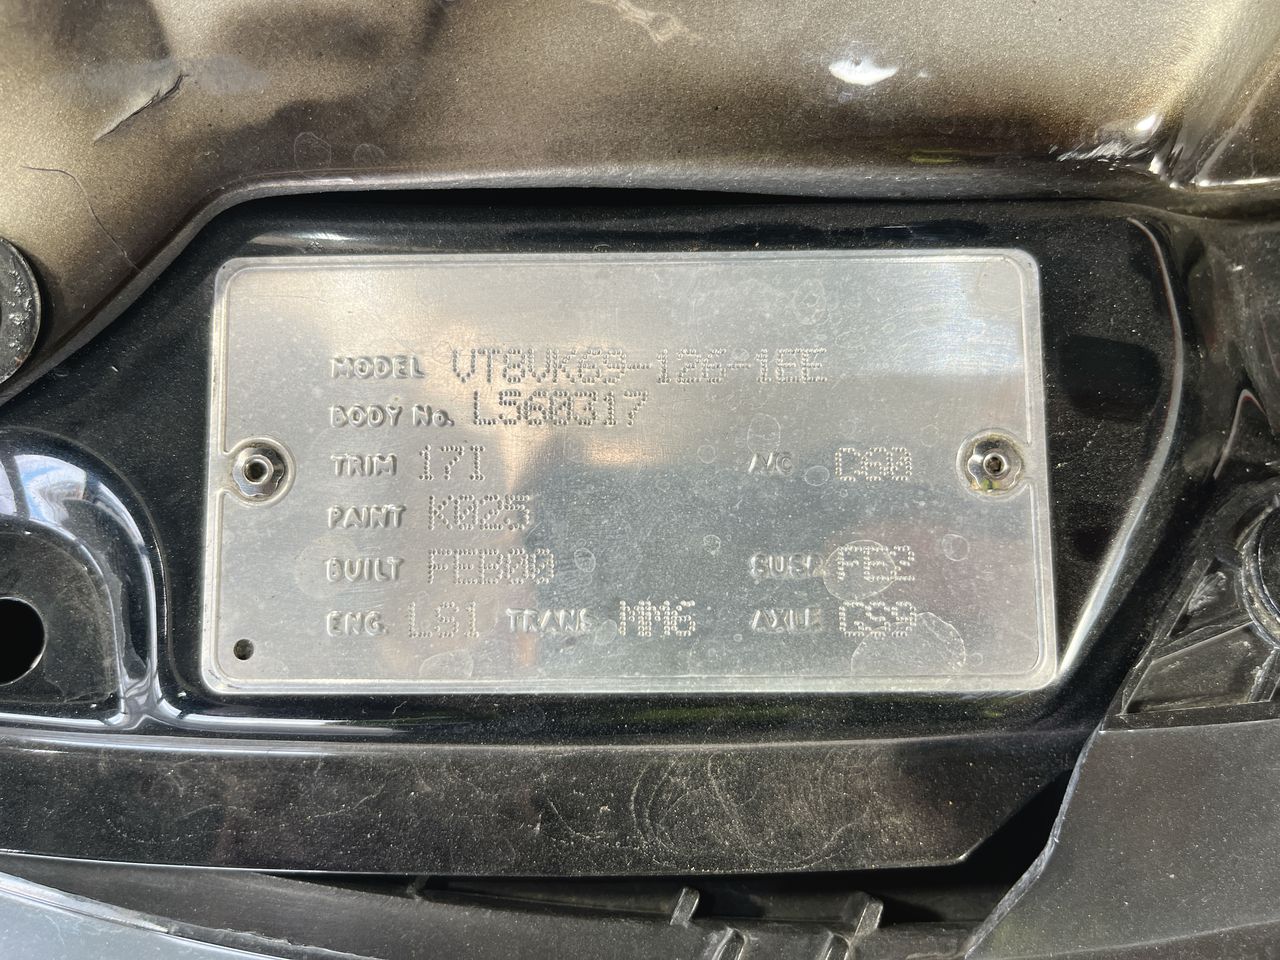 MODEL VT8VK69-126-1EE
BODY No. L560317
TRIM 17I A/C C60
PAINT K025
BUILT FEB00 SUSP. FE2
ENG. LS1 TRANS. MM6 AXLE GS9